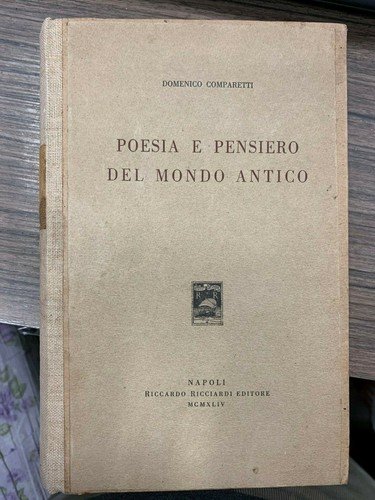 DOMENICO COMPARETTI
POESIA E PENSIERO
DEL MONDO ANTICO
NAPOLI
RICCARDO RICCIARDI EDITORE
MCMXLIV